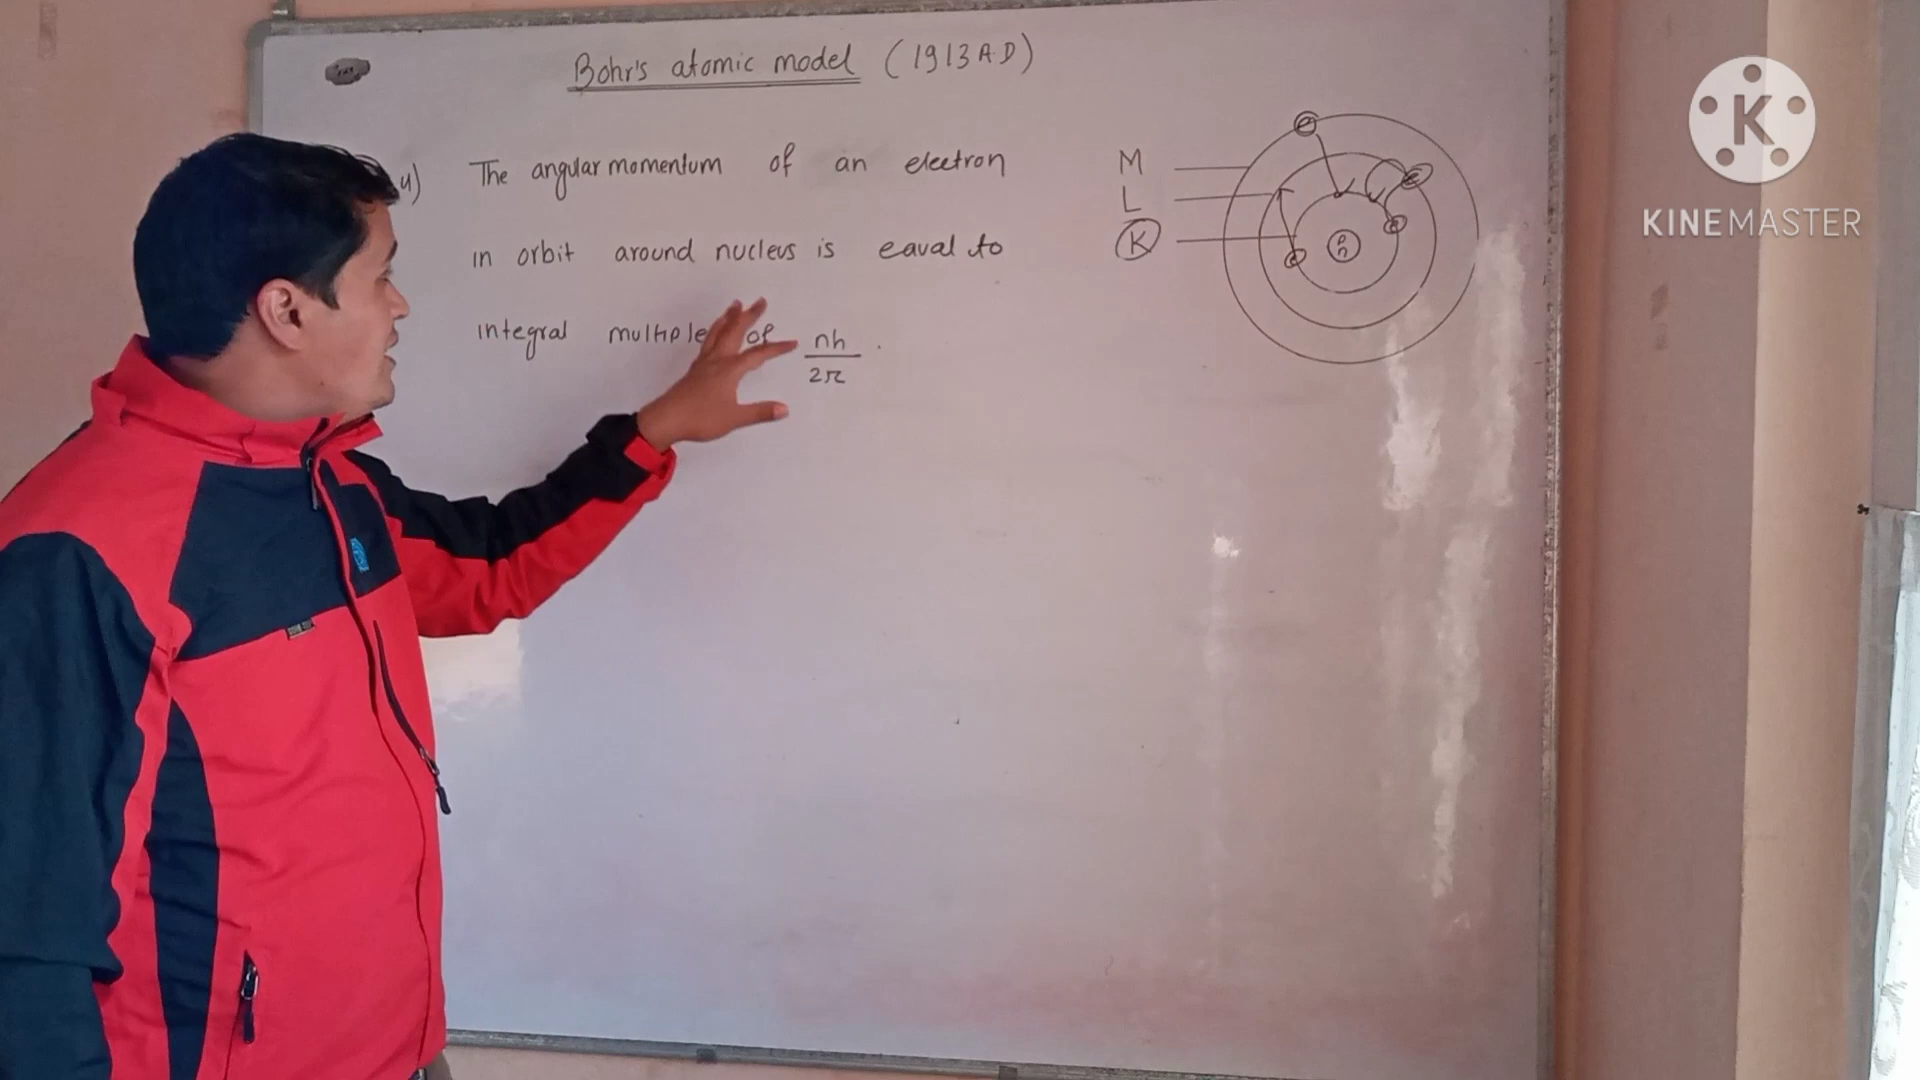 Bohr's atomic model (1913 A.D)
4) The angular momentum of an electron
in orbit around nucleus is eaual to
integral multiple of nh/2π.
M
L
K
e
e
e
e
p
n
K
KINEMASTER